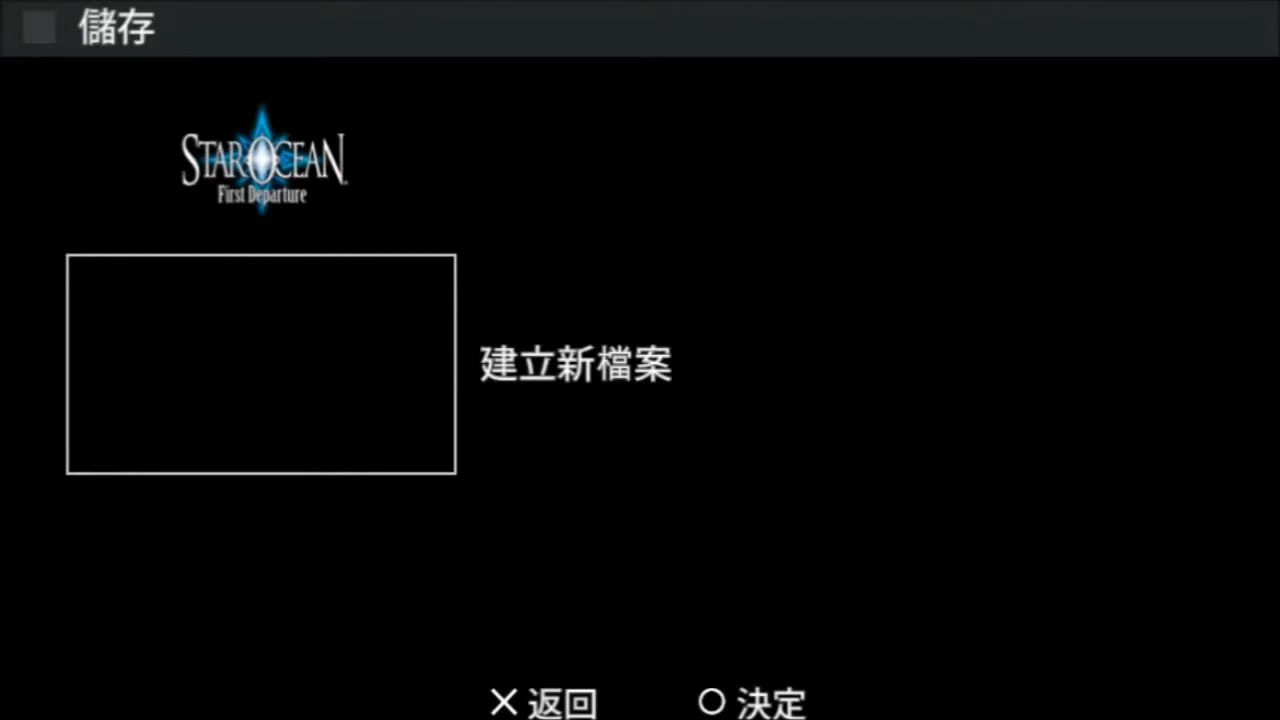 儲存
STAR OCEAN
First Departure
建立新檔案
✕ 返回 ○ 決定